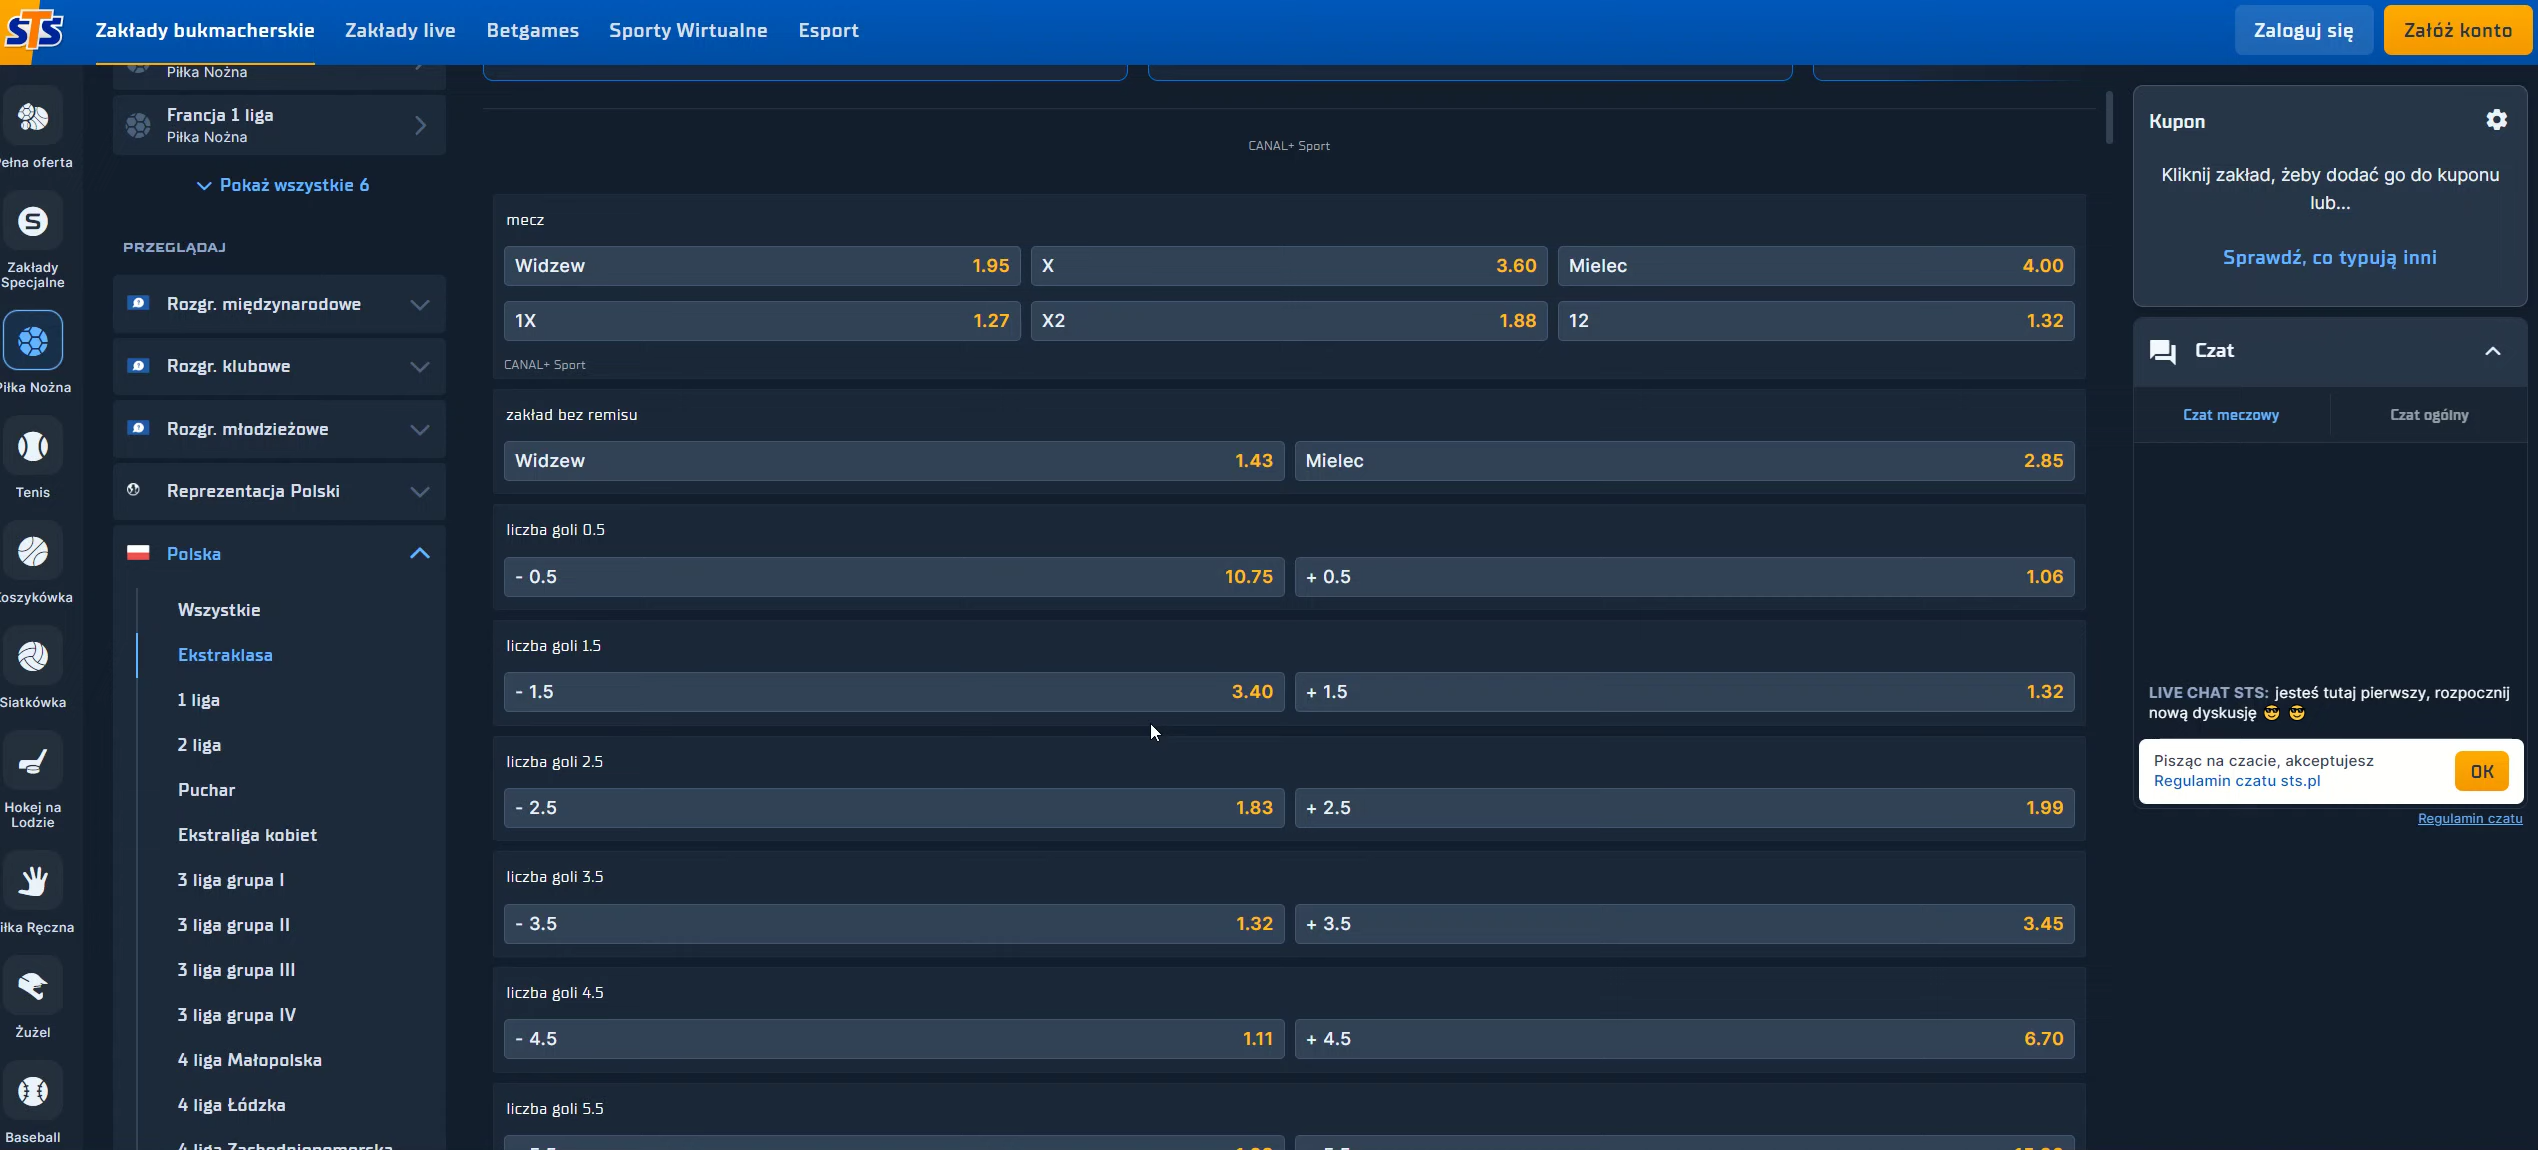 STS
Zakłady bukmacherskie
Zakłady live
Betgames
Sporty Wirtualne
Esport
Zaloguj się
Załóż konto
Zakłady
Specjalne
Tenis
Hokej na
Lodzie
Żużel
Baseball
Piłka Nożna
Francja 1 liga
Piłka Nożna
Pokaż wszystkie 6
PRZEGLĄDAJ
Rozgr. międzynarodowe
Rozgr. klubowe
Rozgr. młodzieżowe
Reprezentacja Polski
Polska
Wszystkie
Ekstraklasa
1 liga
2 liga
Puchar
Ekstraliga kobiet
3 liga grupa I
3 liga grupa II
3 liga grupa III
3 liga grupa IV
4 liga Małopolska
4 liga Łódzka
CANAL+ Sport
mecz
Widzew 1.95 X 3.60 Mielec 4.00
1X 1.27 X2 1.88 12 1.32
CANAL+ Sport
zakład bez remisu
Widzew 1.43 Mielec 2.85
liczba goli 0.5
- 0.5 10.75 + 0.5 1.06
liczba goli 1.5
- 1.5 3.40 + 1.5 1.32
liczba goli 2.5
- 2.5 1.83 + 2.5 1.99
liczba goli 3.5
- 3.5 1.32 + 3.5 3.45
liczba goli 4.5
- 4.5 1.11 + 4.5 6.70
liczba goli 5.5
Kupon
Kliknij zakład, żeby dodać go do kuponu
lub...
Sprawdź, co typują inni
Czat
Czat meczowy
Czat ogólny
LIVE CHAT STS: jesteś tutaj pierwszy, rozpocznij
nową dyskusję 😎 😎
Pisząc na czacie, akceptujesz
Regulamin czatu sts.pl
OK
Regulamin czatu